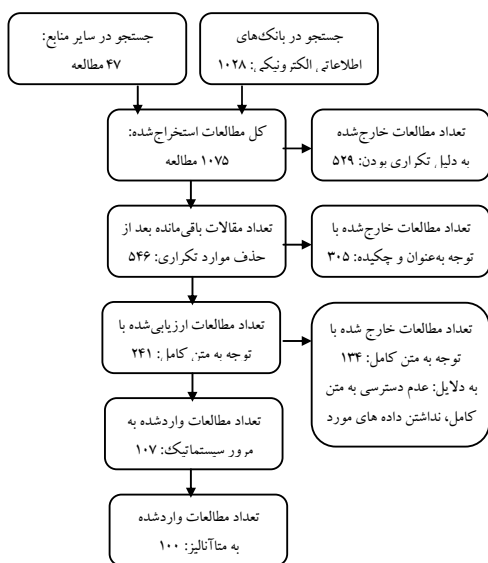 جستجو در سایر منابع:
۴۷ مطالعه
جستجو در بانک‌های
اطلاعاتی الکترونیکی: ۱۰۲۸
کل مطالعات استخراج‌شده:
۱۰۷۵ مطالعه
تعداد مطالعات خارج‌شده
به دلیل تکراری بودن: ۵۲۹
تعداد مقالات باقی‌مانده بعد از
حذف موارد تکراری: ۵۴۶
تعداد مطالعات خارج‌شده با
توجه به‌عنوان و چکیده: ۳۰۵
تعداد مطالعات ارزیابی‌شده با
توجه به متن کامل: ۲۴۱
تعداد مطالعات خارج شده با
توجه به متن کامل: ۱۳۴
به دلایل: عدم دسترسی به متن
کامل، نداشتن داده های مورد
تعداد مطالعات واردشده به
مرور سیستماتیک: ۱۰۷
تعداد مطالعات واردشده
به متاآنالیز: ۱۰۰